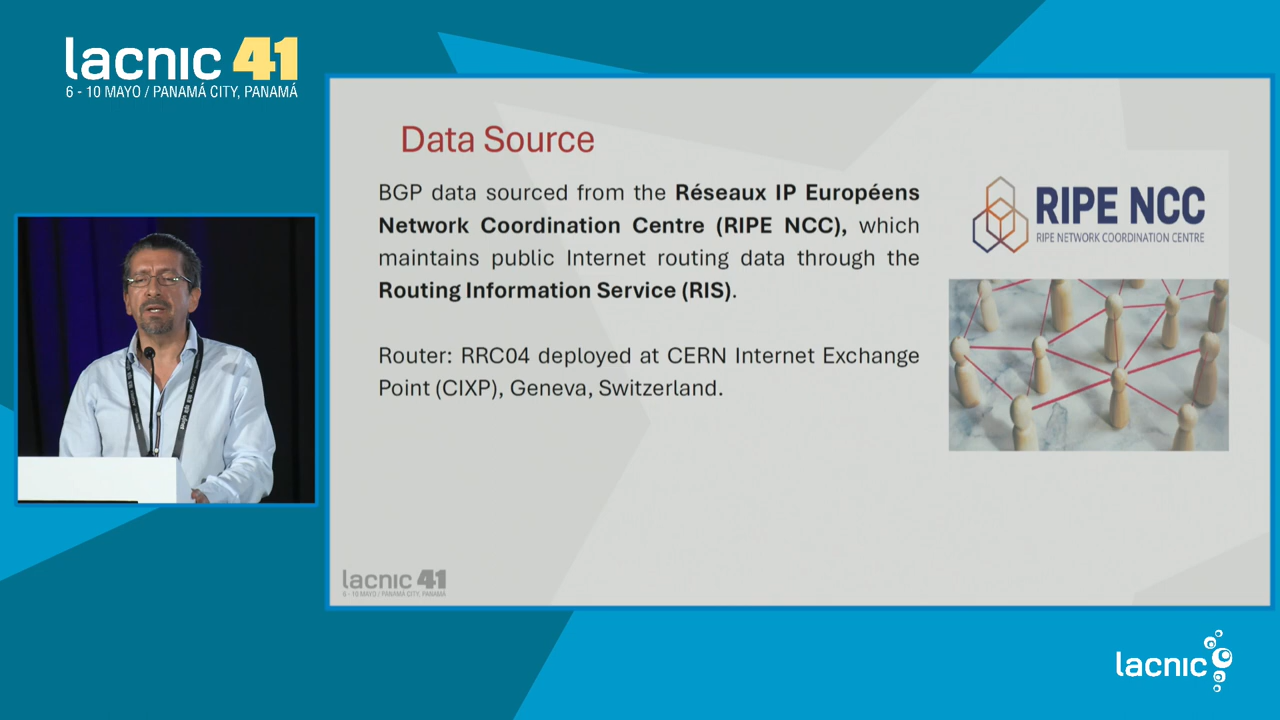 lacnic 41
6 - 10 MAYO / PANAMÁ CITY, PANAMÁ
Data Source
BGP data sourced from the Réseaux IP Européens
Network Coordination Centre (RIPE NCC), which
maintains public Internet routing data through the
Routing Information Service (RIS).
Router: RRC04 deployed at CERN Internet Exchange
Point (CIXP), Geneva, Switzerland.
RIPE NCC
RIPE NETWORK COORDINATION CENTRE
lacnic 41
6 - 10 MAYO / PANAMÁ CITY, PANAMÁ
lacnic